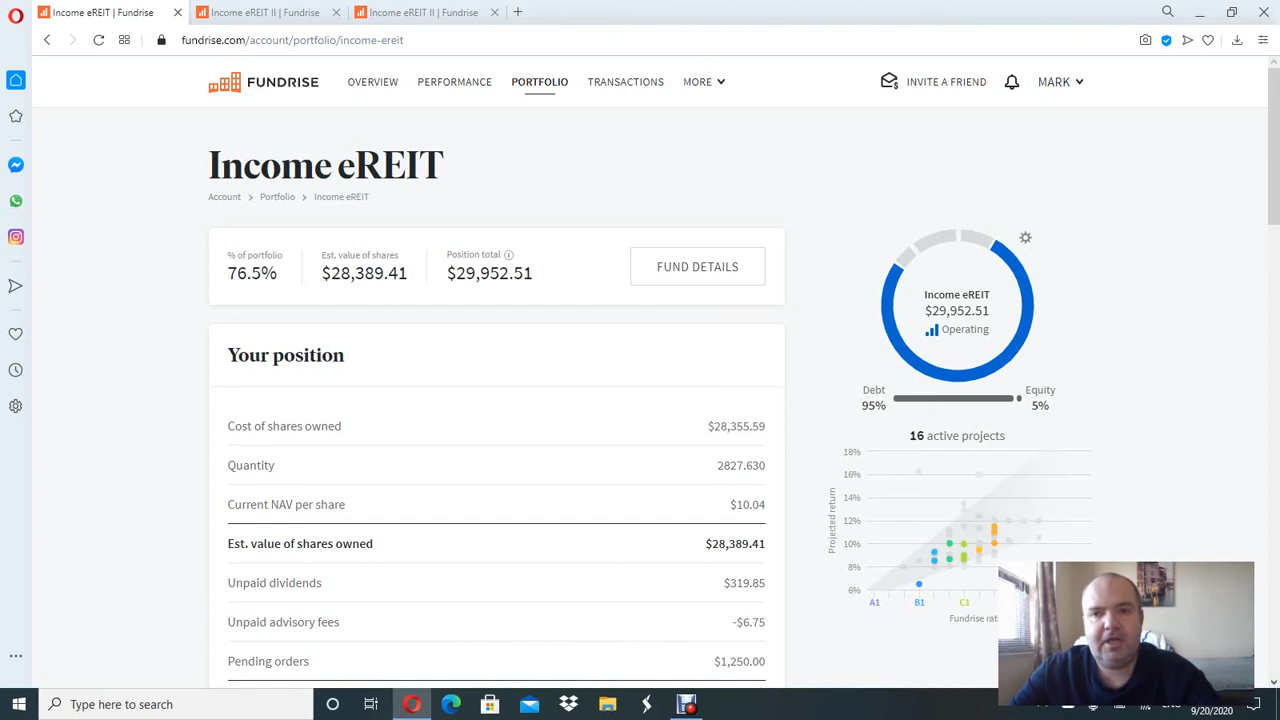 Income eREIT | Fundrise
Income eREIT II | Fundrise
Income eREIT II | Fundrise
fundrise.com/account/portfolio/income-ereit
FUNDRISE
OVERVIEW
PERFORMANCE
PORTFOLIO
TRANSACTIONS
MORE
INVITE A FRIEND
MARK
Income eREIT
Account > Portfolio > Income eREIT
% of portfolio
76.5%
Est. value of shares
$28,389.41
Position total
$29,952.51
FUND DETAILS
Income eREIT
$29,952.51
Operating
Debt
95%
Equity
5%
Your position
Cost of shares owned $28,355.59
Quantity 2827.630
Current NAV per share $10.04
Est. value of shares owned $28,389.41
Unpaid dividends $319.85
Unpaid advisory fees -$6.75
Pending orders $1,250.00
16 active projects
18%
16%
14%
12%
10%
8%
6%
Projected return
A1 B1 C1
Fundrise rati
Type here to search
9/20/2020